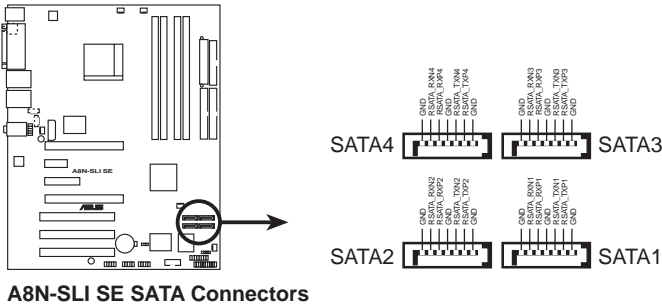 GND
RSATA_RXN4
RSATA_RXP4
GND
RSATA_TXN4
RSATA_TXP4
GND
GND
RSATA_RXN3
RSATA_RXP3
GND
RSATA_TXN3
RSATA_TXP3
GND
SATA4
SATA3
GND
RSATA_RXN2
RSATA_RXP2
GND
RSATA_TXN2
RSATA_TXP2
GND
GND
RSATA_RXN1
RSATA_RXP1
GND
RSATA_TXN1
RSATA_TXP1
GND
SATA2
SATA1
A8N-SLI SE
ASUS
A8N-SLI SE SATA Connectors